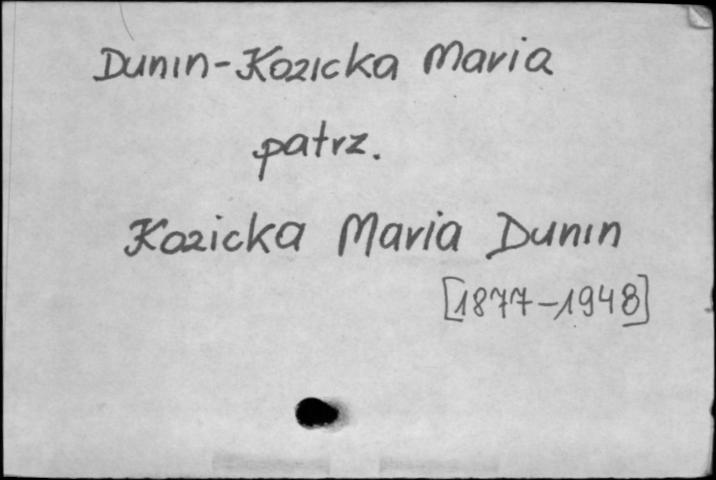 Dunin-Kozicka Maria
patrz.
Kozicka Maria Dunin
[1877-1948]